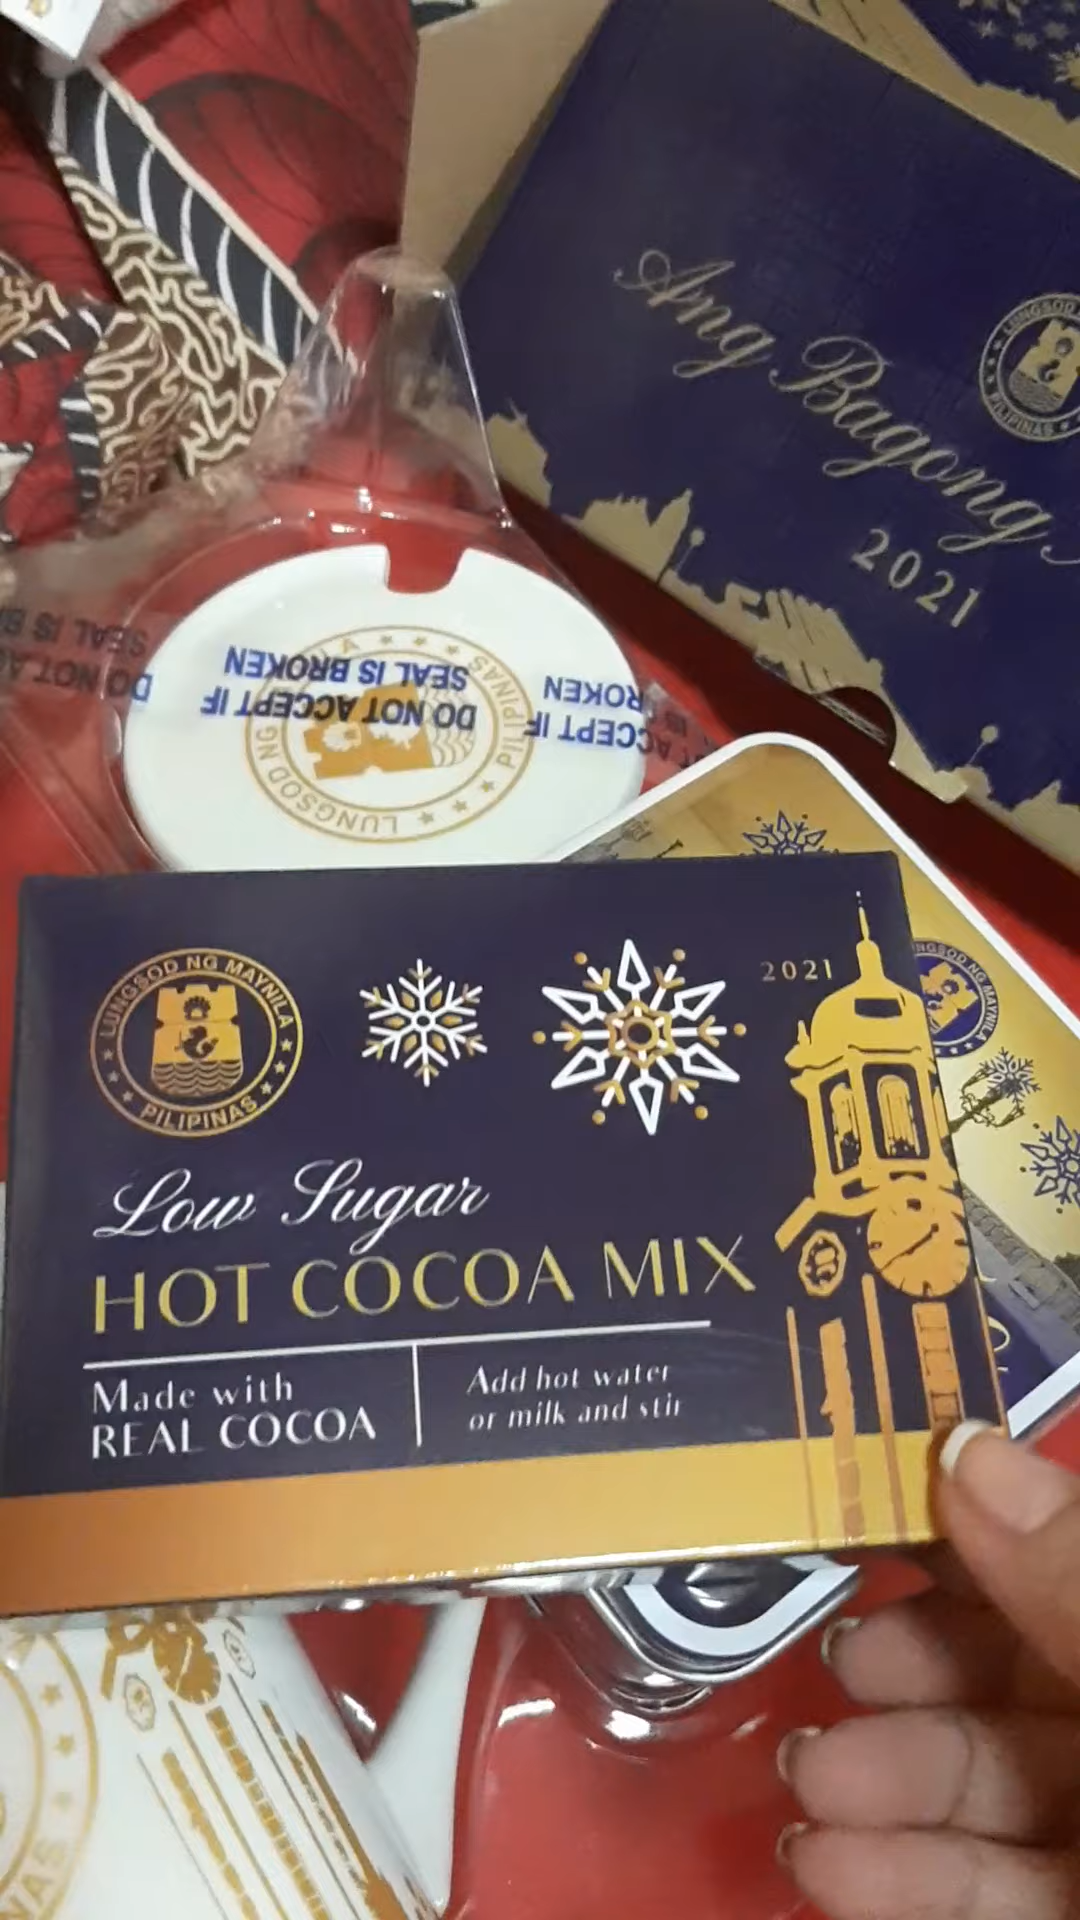 Ang Bagong
2021
LUNGSOD
PILIPINAS
SEAL IS
DO NOT
DO NOT ACCEPT IF
SEAL IS BROKEN
ACCEPT IF
LUNGSOD NG
PILIPINAS
LUNGSOD NG MAYNILA
PILIPINAS
2021
NGSOD NG MAYNILA
Low Sugar
HOT COCOA MIX
Made with
REAL COCOA
Add hot water
or milk and stir